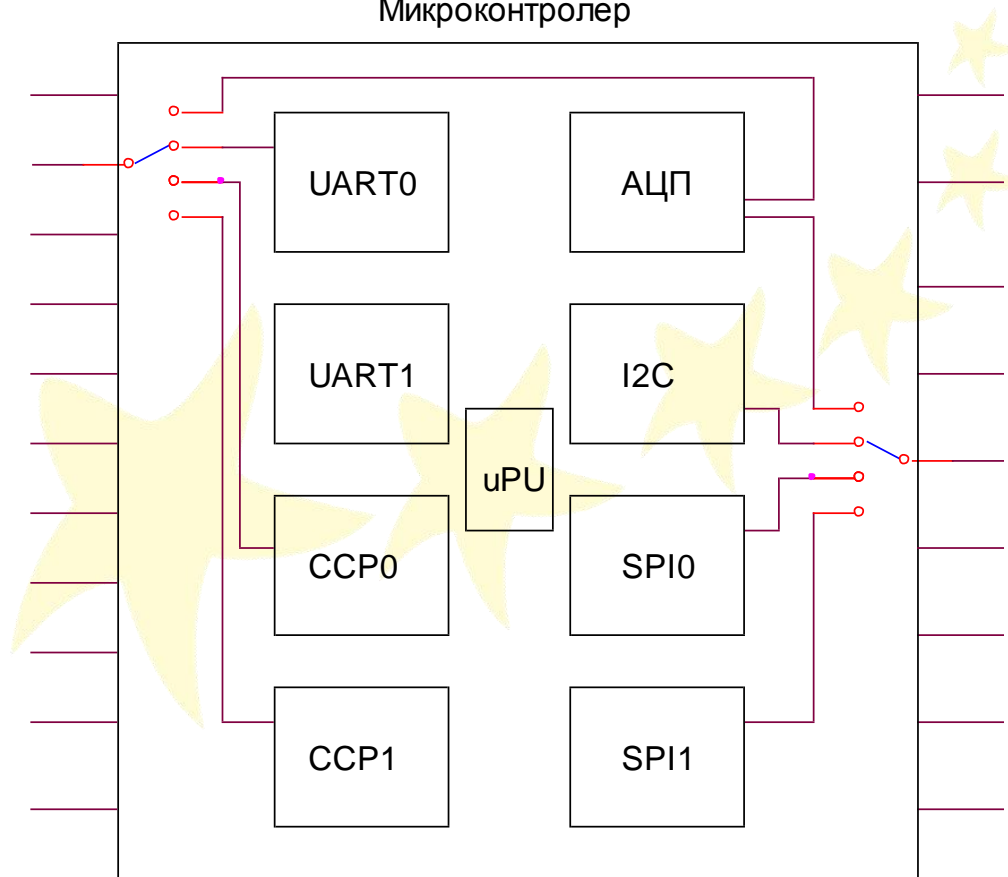 Микроконтролер
UART0
АЦП
UART1
I2C
uPU
CCP0
SPI0
CCP1
SPI1